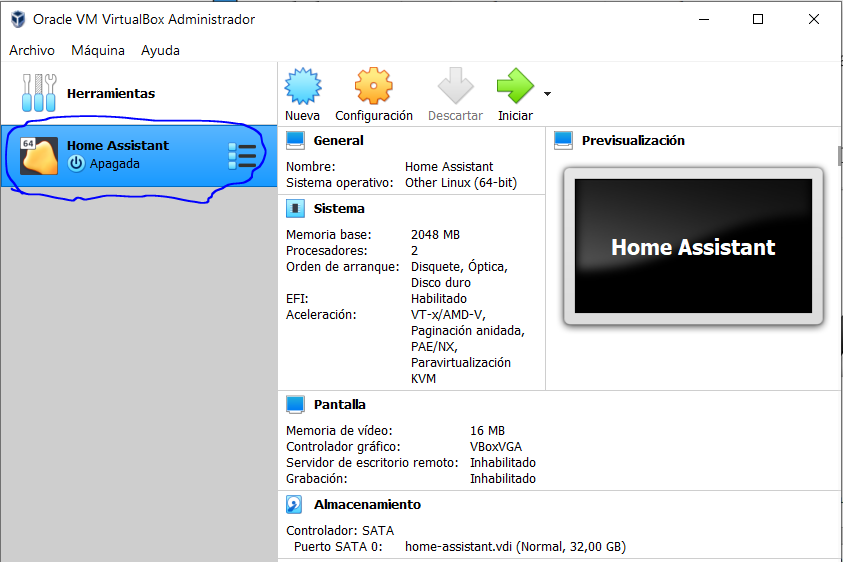 Oracle VM VirtualBox Administrador
Archivo Máquina Ayuda
Herramientas
64
Home Assistant
Apagada
Nueva Configuración Descartar Iniciar
General
Nombre: Home Assistant
Sistema operativo: Other Linux (64-bit)
Sistema
Memoria base: 2048 MB
Procesadores: 2
Orden de arranque: Disquete, Óptica,
Disco duro
EFI: Habilitado
Aceleración: VT-x/AMD-V,
Paginación anidada,
PAE/NX,
Paravirtualización
KVM
Previsualización
Home Assistant
Pantalla
Memoria de vídeo: 16 MB
Controlador gráfico: VBoxVGA
Servidor de escritorio remoto: Inhabilitado
Grabación: Inhabilitado
Almacenamiento
Controlador: SATA
Puerto SATA 0: home-assistant.vdi (Normal, 32,00 GB)